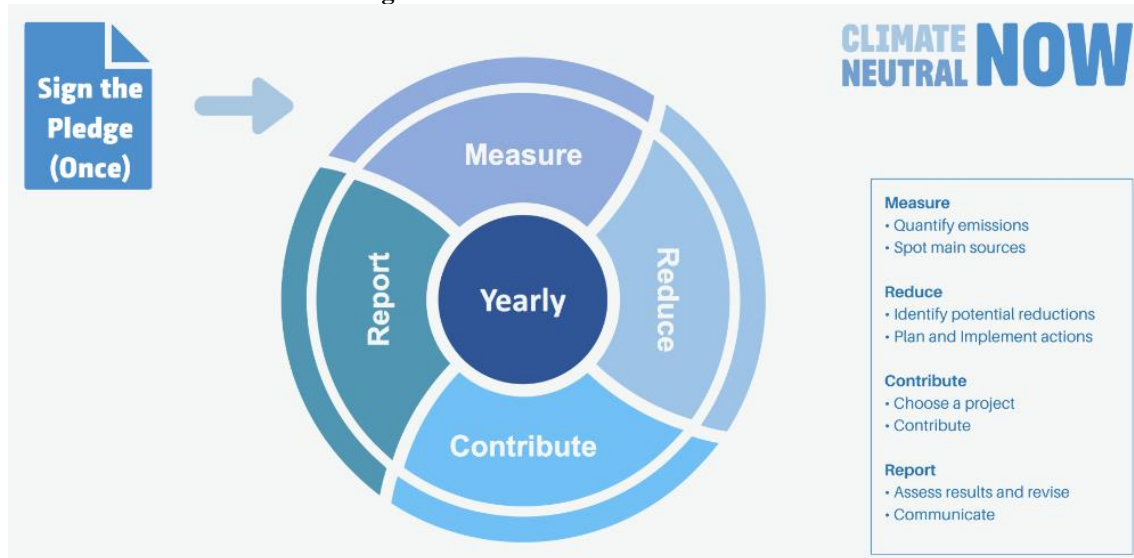 Sign the
Pledge
(Once)
CLIMATE
NEUTRAL NOW
Measure
Reduce
Contribute
Report
Yearly
Measure
• Quantify emissions
• Spot main sources
Reduce
• Identify potential reductions
• Plan and Implement actions
Contribute
• Choose a project
• Contribute
Report
• Assess results and revise
• Communicate